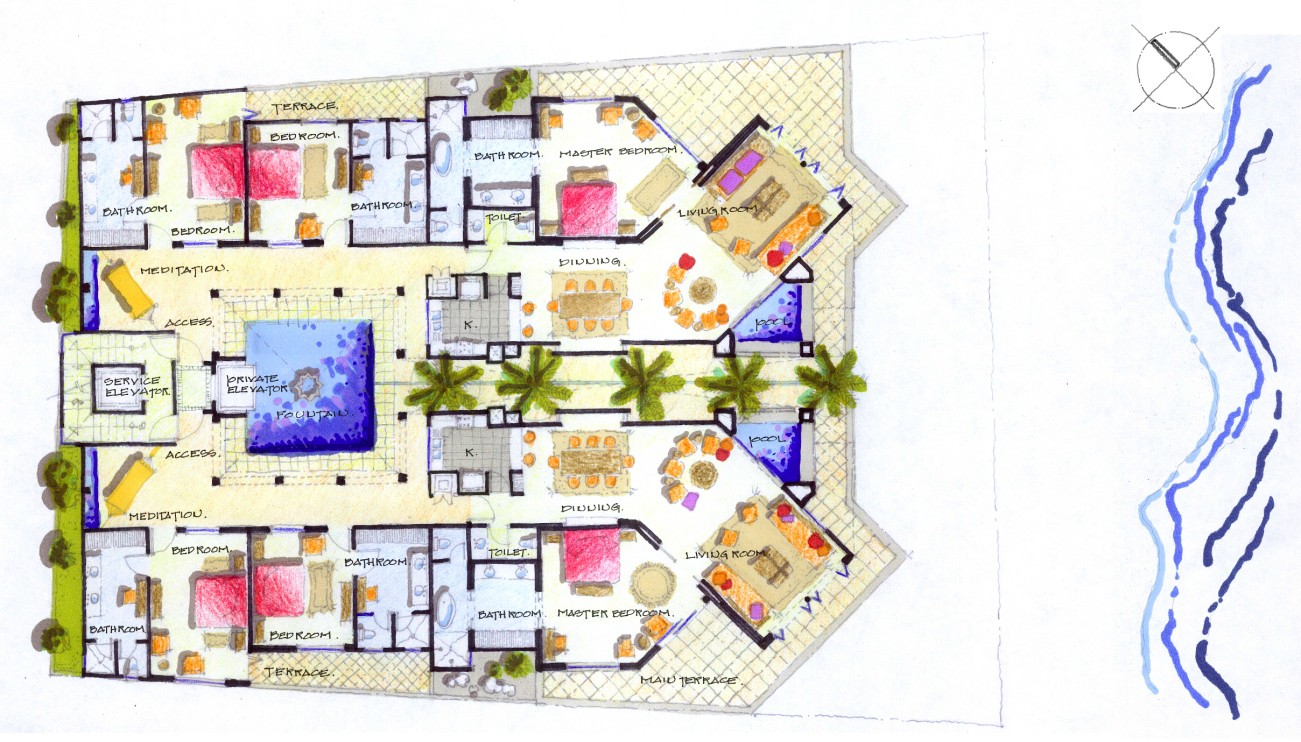 TERRACE.
BEDROOM.
BATHROOM.
MASTER BEDROOM.
BATHROOM.
BATHROOM.
TOILET.
LIVING ROOM.
BEDROOM.
MEDITATION.
DINNING.
ACCESS.
K.
POOL
SERVICE
ELEVATOR.
PRIVATE
ELEVATOR.
FOUNTAIN.
POOL
ACCESS.
K.
MEDITATION.
DINNING.
BEDROOM.
TOILET.
LIVING ROOM.
BATHROOM.
BATHROOM
MASTER BEDROOM.
BATHROOM
BEDROOM.
TERRACE.
MAIN TERRACE.